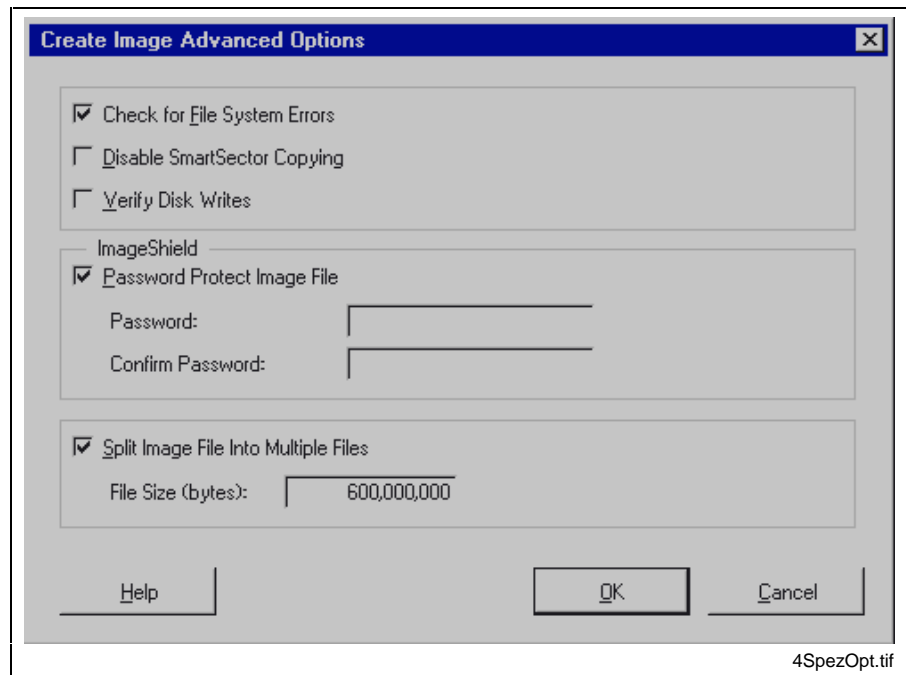 Create Image Advanced Options
Check for File System Errors
Disable SmartSector Copying
Verify Disk Writes
ImageShield
Password Protect Image File
Password:
Confirm Password:
Split Image File Into Multiple Files
File Size (bytes): 600,000,000
Help OK Cancel
4SpezOpt.tif